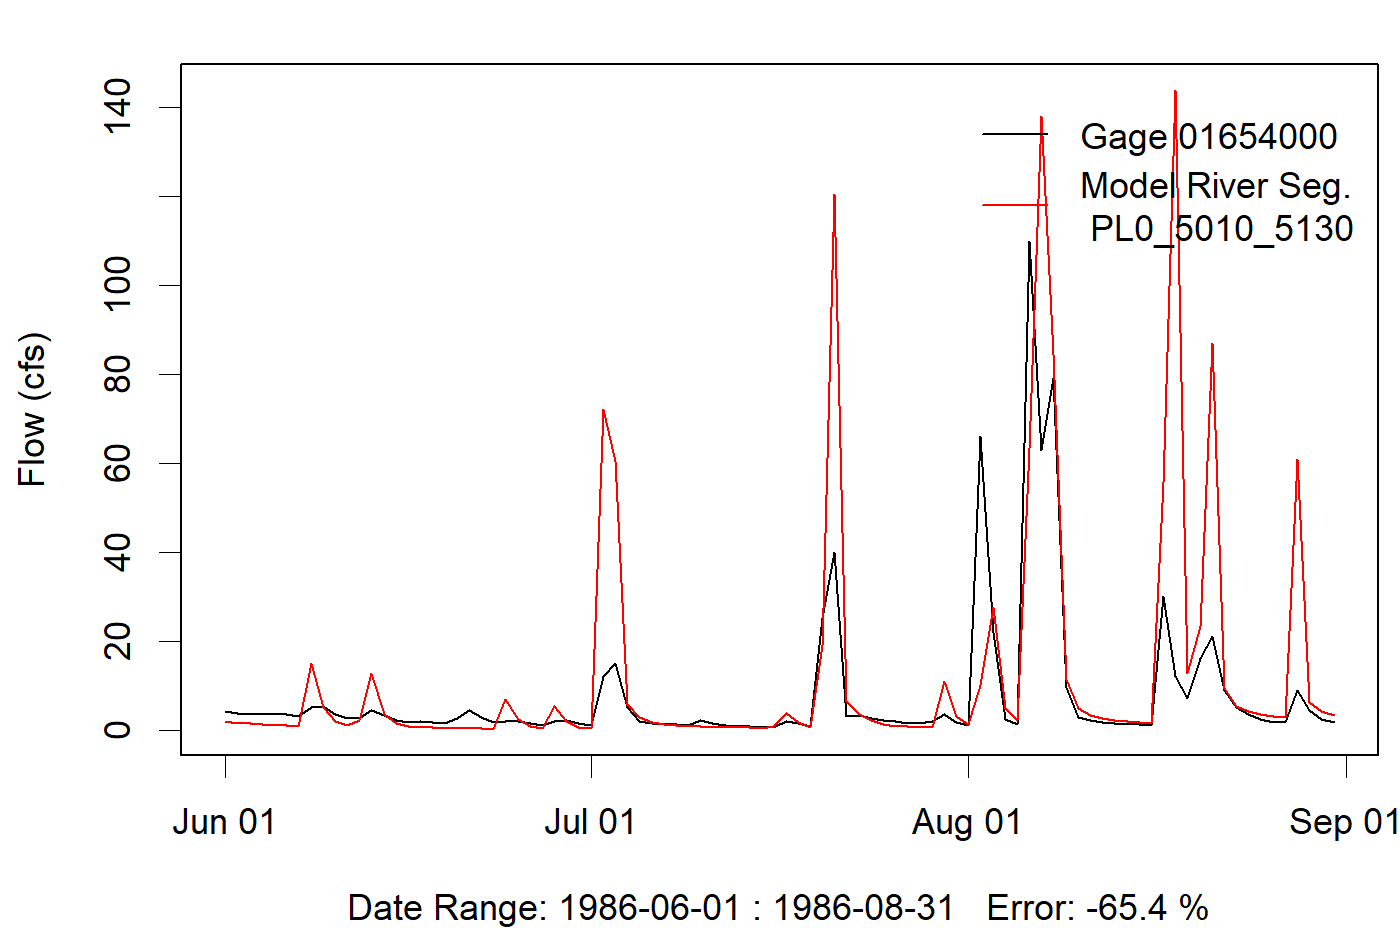 140
100
80
60
40
20
0
Flow (cfs)
Gage 01654000
Model River Seg.
PL0_5010_5130
Jun 01
Jul 01
Aug 01
Sep 01
Date Range: 1986-06-01 : 1986-08-31 Error: -65.4 %